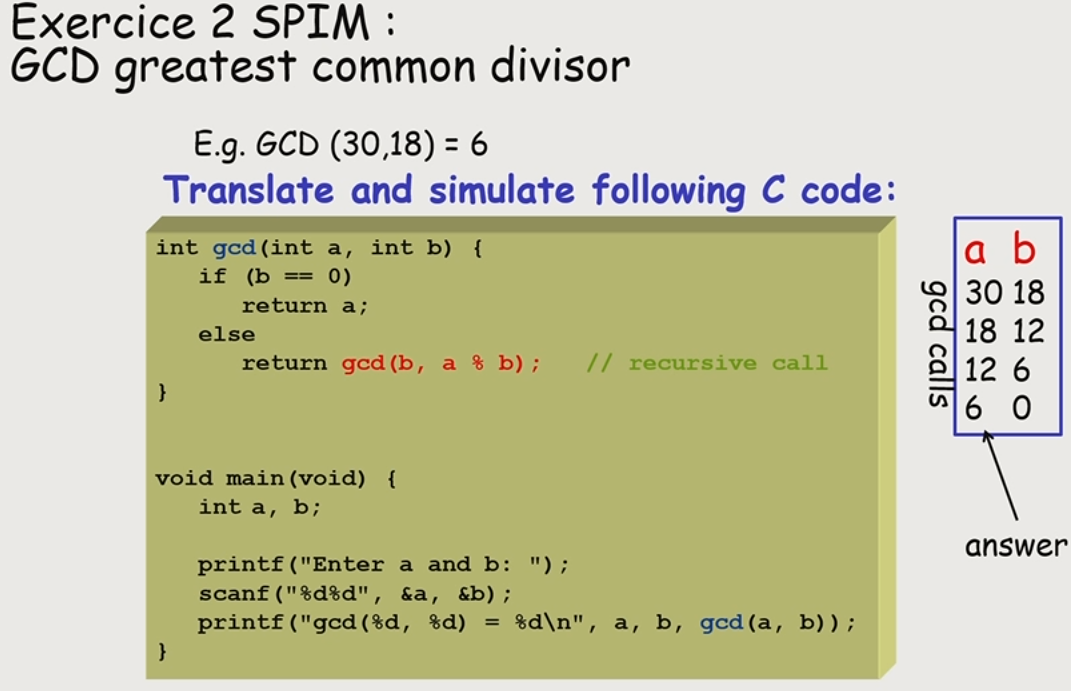 Exercice 2 SPIM :
GCD greatest common divisor
E.g. GCD (30,18) = 6
Translate and simulate following C code:
int gcd(int a, int b) {
if (b == 0)
return a;
else
return gcd(b, a % b);   // recursive call
}
void main(void) {
int a, b;
printf("Enter a and b: ");
scanf("%d%d", &a, &b);
printf("gcd(%d, %d) = %d\n", a, b, gcd(a, b));
}
gcd calls
a b
30 18
18 12
12 6
6 0
answer